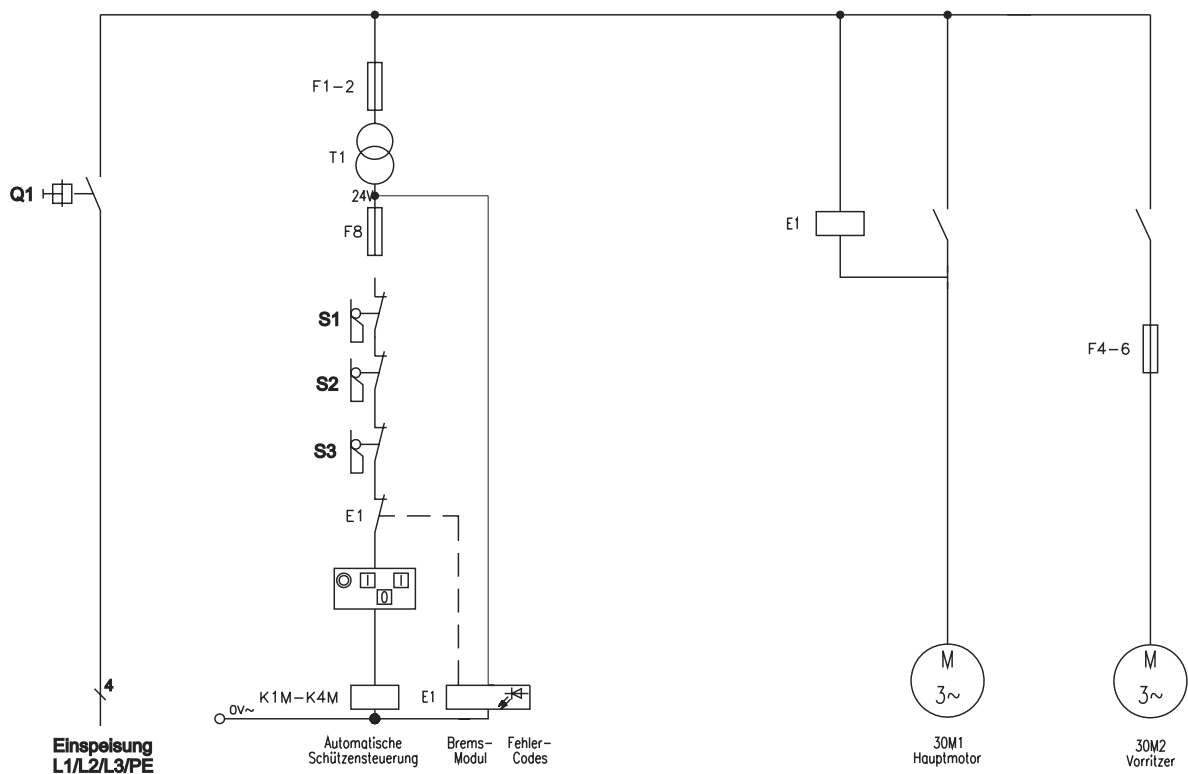 F1-2
T1
Q1
24V
F8
E1
S1
S2
F4-6
S3
E1
I I
0
M
3~
M
3~
4
K1M-K4M
E1
0V~
Einspeisung
L1/L2/L3/PE
Automatische
Schützensteuerung
Brems-
Modul
Fehler-
Codes
30M1
Hauptmotor
30M2
Vorritzer